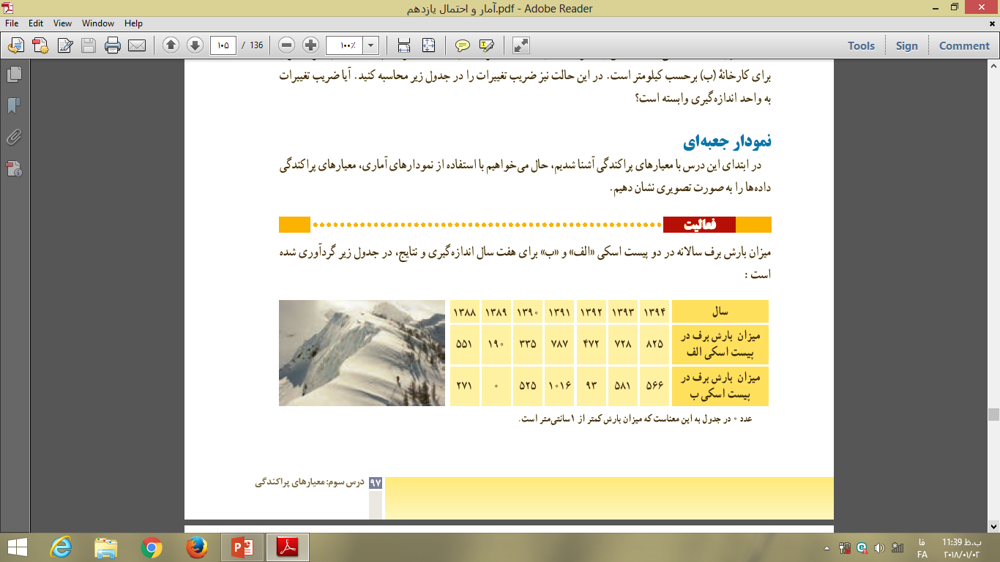 آمار و احتمال یازدهم.pdf - Adobe Reader
File Edit View Window Help
۱۰۵ / 136 ۱۰۰٪ Tools Sign Comment
برای کارخانهٔ (ب) برحسب کیلومتر است. در این حالت نیز ضریب تغییرات را در جدول زیر محاسبه کنید. آیا ضریب تغییرات
به واحد اندازه‌گیری وابسته است؟
نمودار جعبه‌ای
در ابتدای این درس با معیارهای پراکندگی آشنا شدیم، حال می‌خواهیم با استفاده از نمودارهای آماری، معیارهای پراکندگی
داده‌ها را به صورت تصویری نشان دهیم.
فعالیت
میزان بارش برف سالانه در دو پیست اسکی «الف» و «ب» برای هفت سال اندازه‌گیری و نتایج، در جدول زیر گردآوری شده
است :
سال ۱۳۹۴ ۱۳۹۳ ۱۳۹۲ ۱۳۹۱ ۱۳۹۰ ۱۳۸۹ ۱۳۸۸
میزان بارش برف در
پیست اسکی الف ۸۲۵ ۷۲۸ ۴۷۲ ۷۸۷ ۳۳۵ ۱۹۰ ۵۵۱
میزان بارش برف در
پیست اسکی ب ۵۶۶ ۵۸۱ ۹۳ ۱۰۱۶ ۵۲۵ ۰ ۲۷۱
عدد ۰ در جدول به این معناست که میزان بارش کمتر از ۱ سانتی‌متر است.
۹۷ درس سوم: معیارهای پراکندگی
فا ب.ظ 11:39
FA ۲۰۱۸/۰۱/۰۲